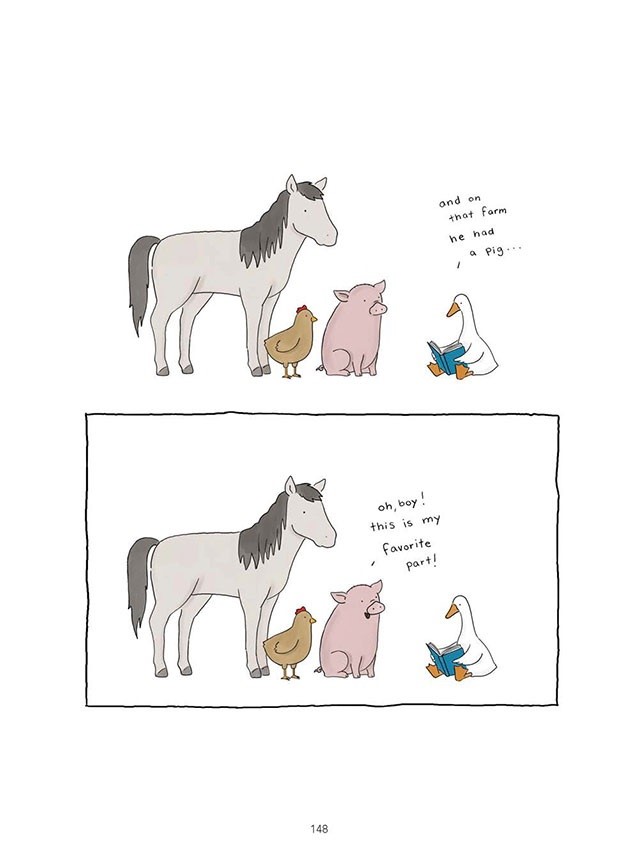 and on
that farm
he had
a pig...
oh, boy!
this is my
favorite
part!
148